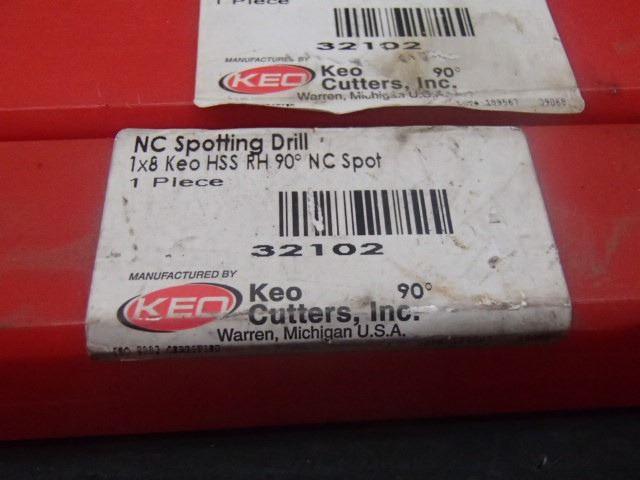 1 Piece
32102
MANUFACTURED BY
KEO
Keo 90°
Cutters, Inc.
Warren, Michigan U.S.A.
NC Spotting Drill
1x8 Keo HSS RH 90° NC Spot
1 Piece
32102
MANUFACTURED BY
KEO
Keo 90°
Cutters, Inc.
Warren, Michigan U.S.A.